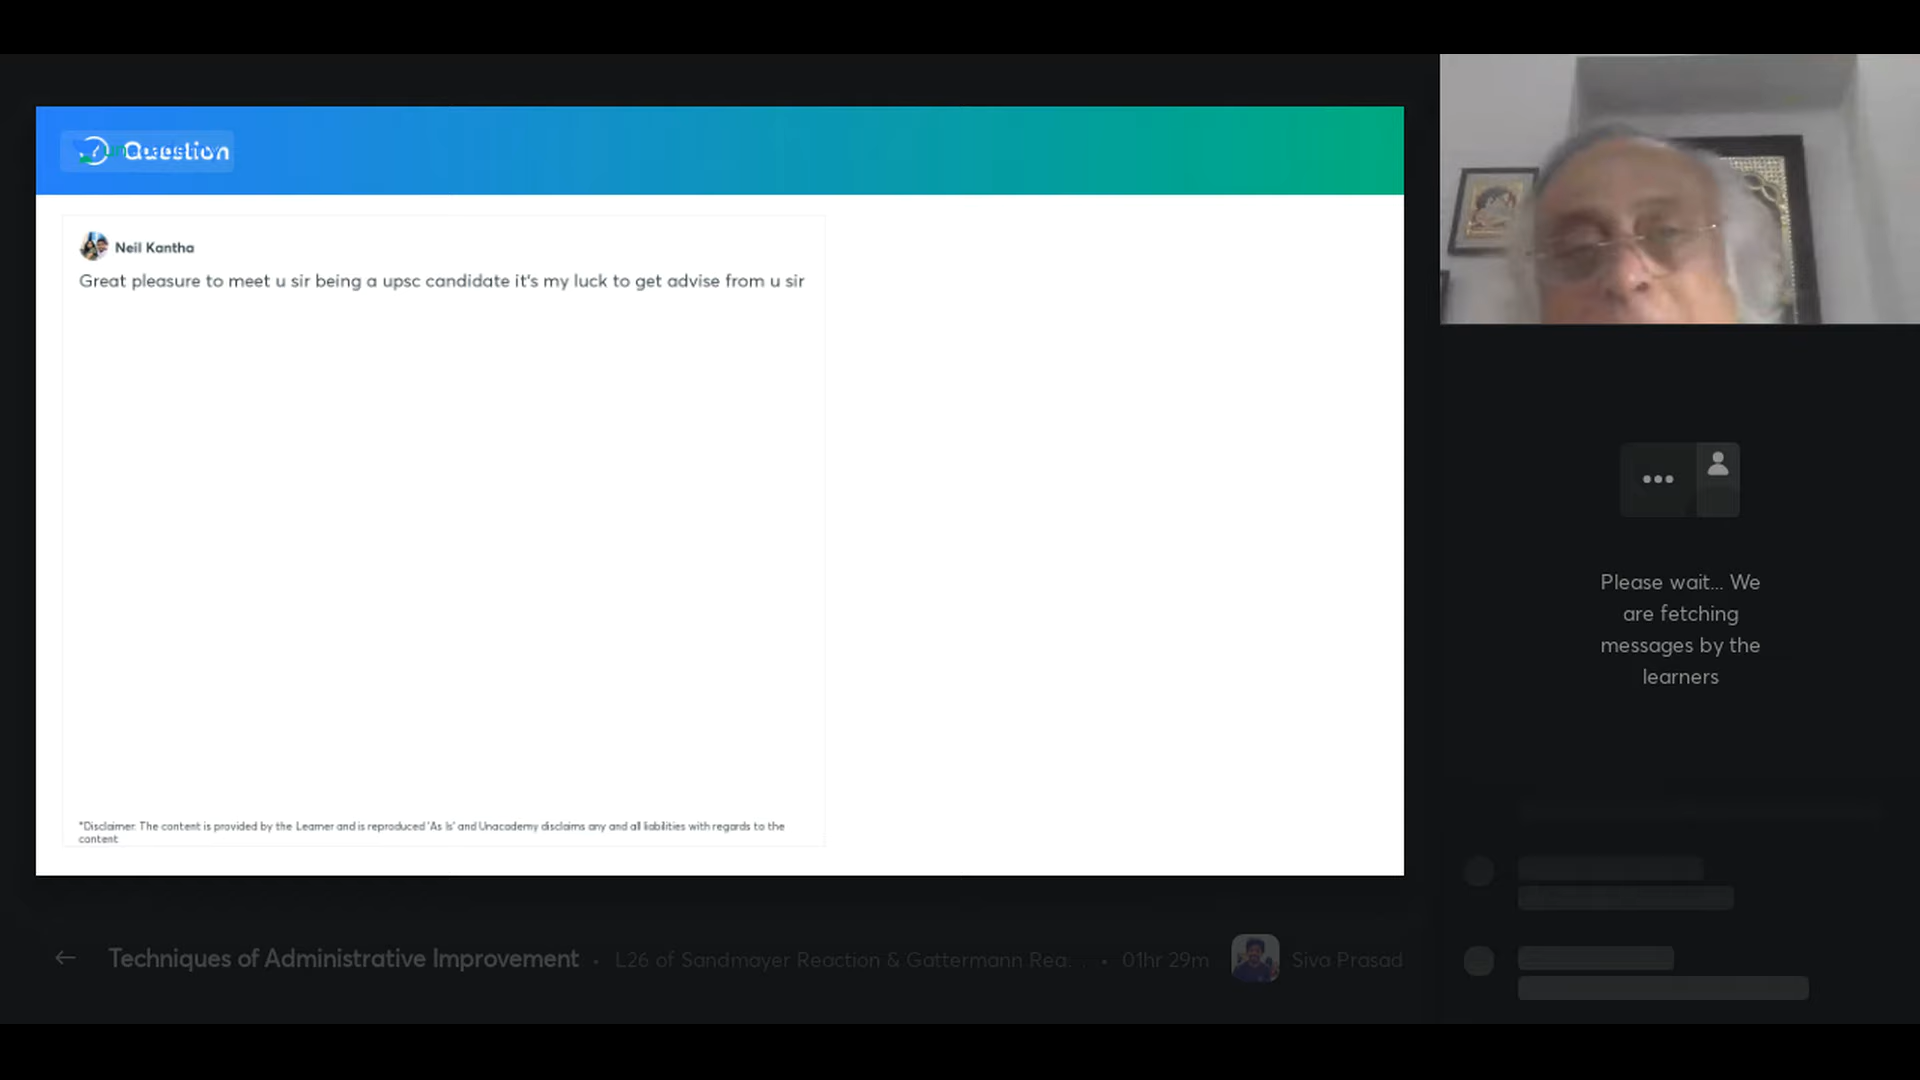 Question
Neil Kantha
Great pleasure to meet u sir being a upsc candidate it's my luck to get advise from u sir
*Disclaimer: The content is provided by the Learner and is reproduced 'As Is' and Unacademy disclaims any and all liabilities with regards to the
content
Please wait... We
are fetching
messages by the
learners
Techniques of Administrative Improvement • L26 of Sandmayer Reaction & Gattermann Rea... • 01hr 29m Siva Prasad